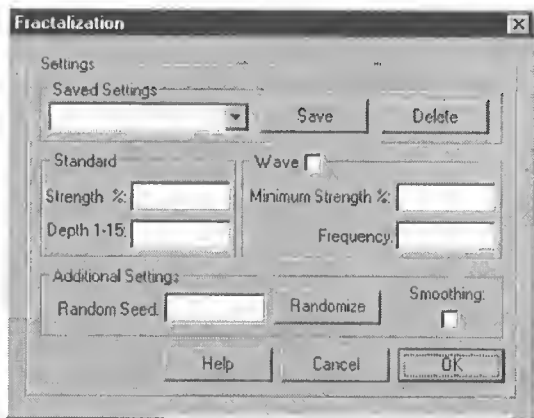 Fractalization
Settings
Saved Settings
Save
Delete
Standard
Strength %:
Depth 1-15:
Wave
Minimum Strength %:
Frequency:
Additional Settings
Random Seed:
Randomize
Smoothing:
Help
Cancel
OK